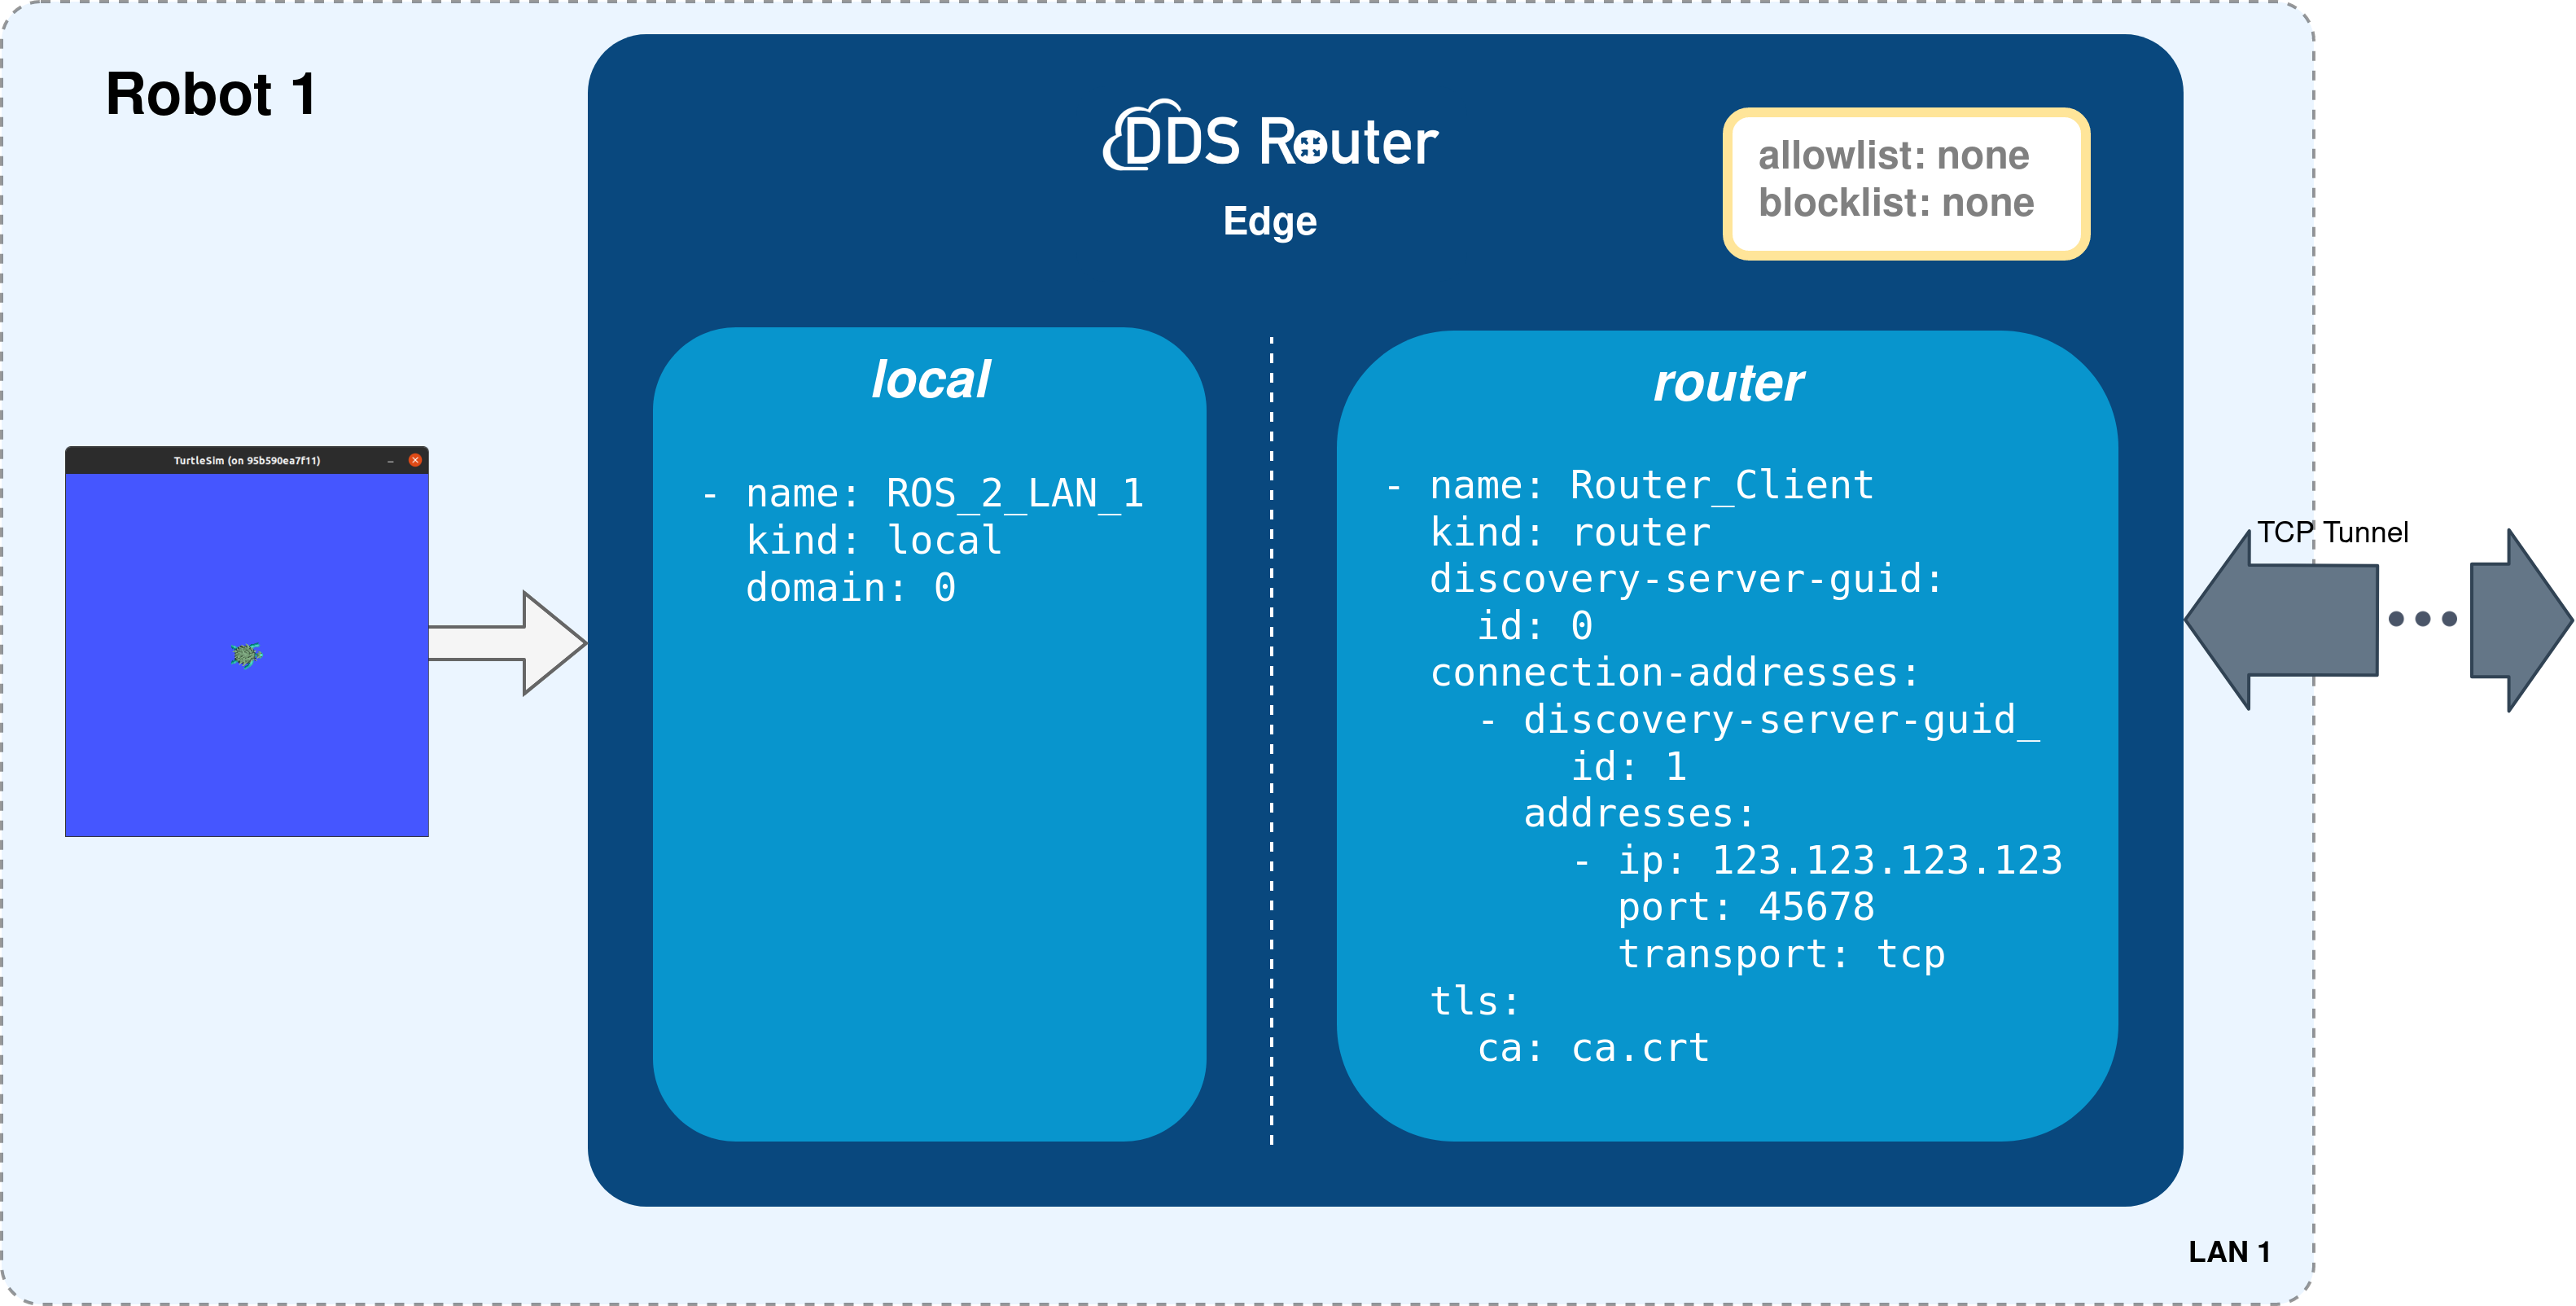 Robot 1
DDS Router
Edge
allowlist: none
blocklist: none
TurtleSim (on 95b590ea7f11)
local
- name: ROS_2_LAN_1
kind: local
domain: 0
router
- name: Router_Client
kind: router
discovery-server-guid:
id: 0
connection-addresses:
- discovery-server-guid_
id: 1
addresses:
- ip: 123.123.123.123
port: 45678
transport: tcp
tls:
ca: ca.crt
TCP Tunnel
LAN 1